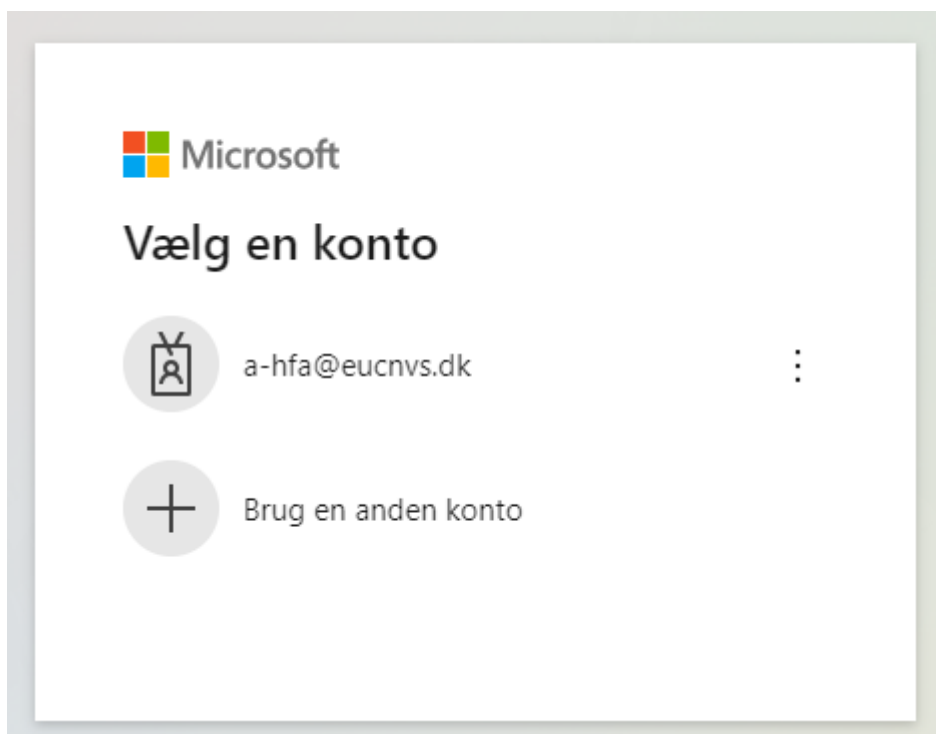 Microsoft
Vælg en konto
a-hfa@eucnvs.dk
Brug en anden konto